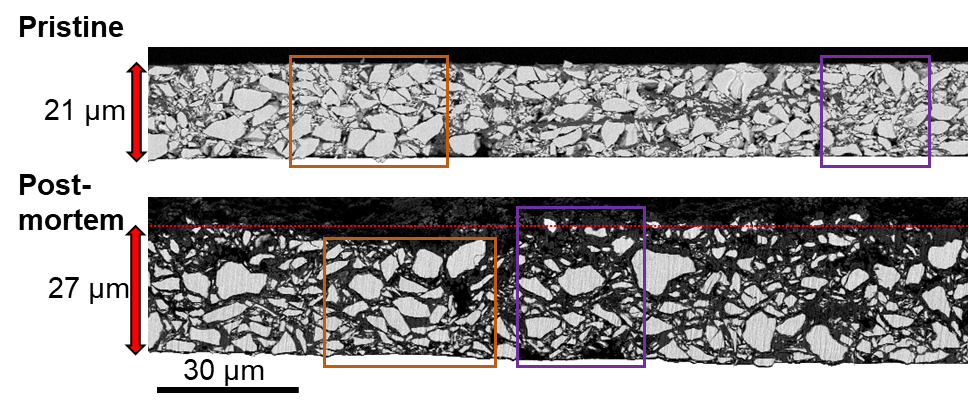 Pristine
21 µm
Post-
mortem
27 µm
30 µm